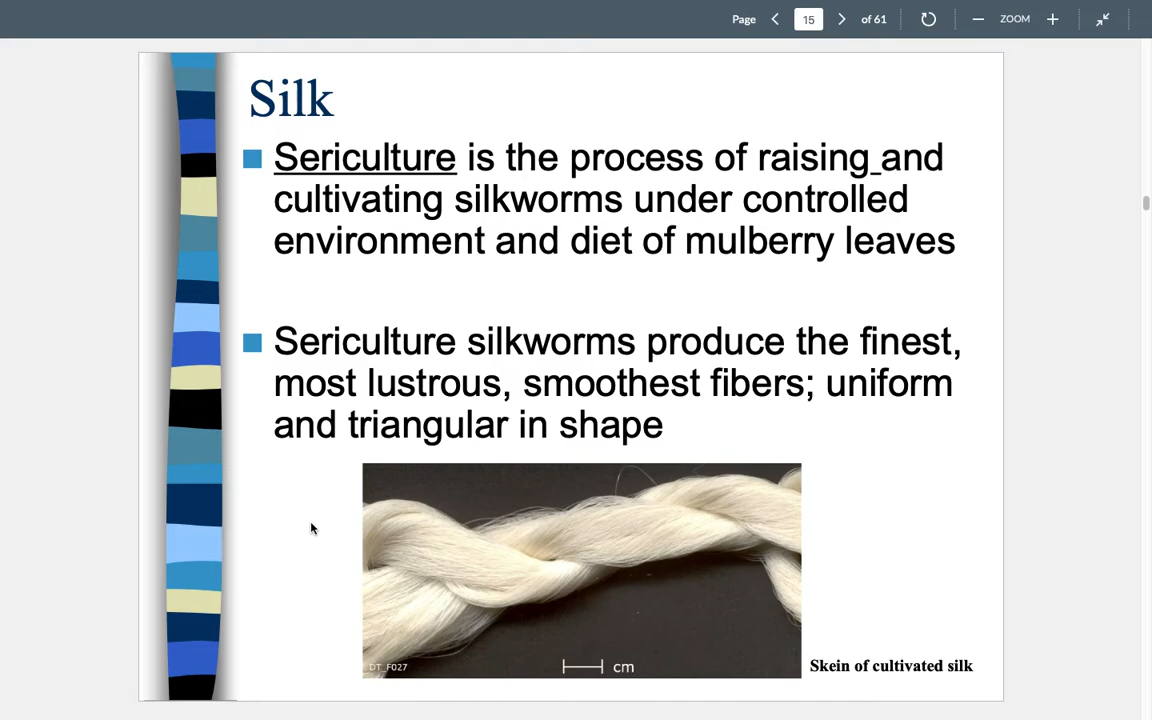 Page 15 of 61 ZOOM
Silk
Sericulture is the process of raising and
cultivating silkworms under controlled
environment and diet of mulberry leaves
Sericulture silkworms produce the finest,
most lustrous, smoothest fibers; uniform
and triangular in shape
DT_F027
cm
Skein of cultivated silk